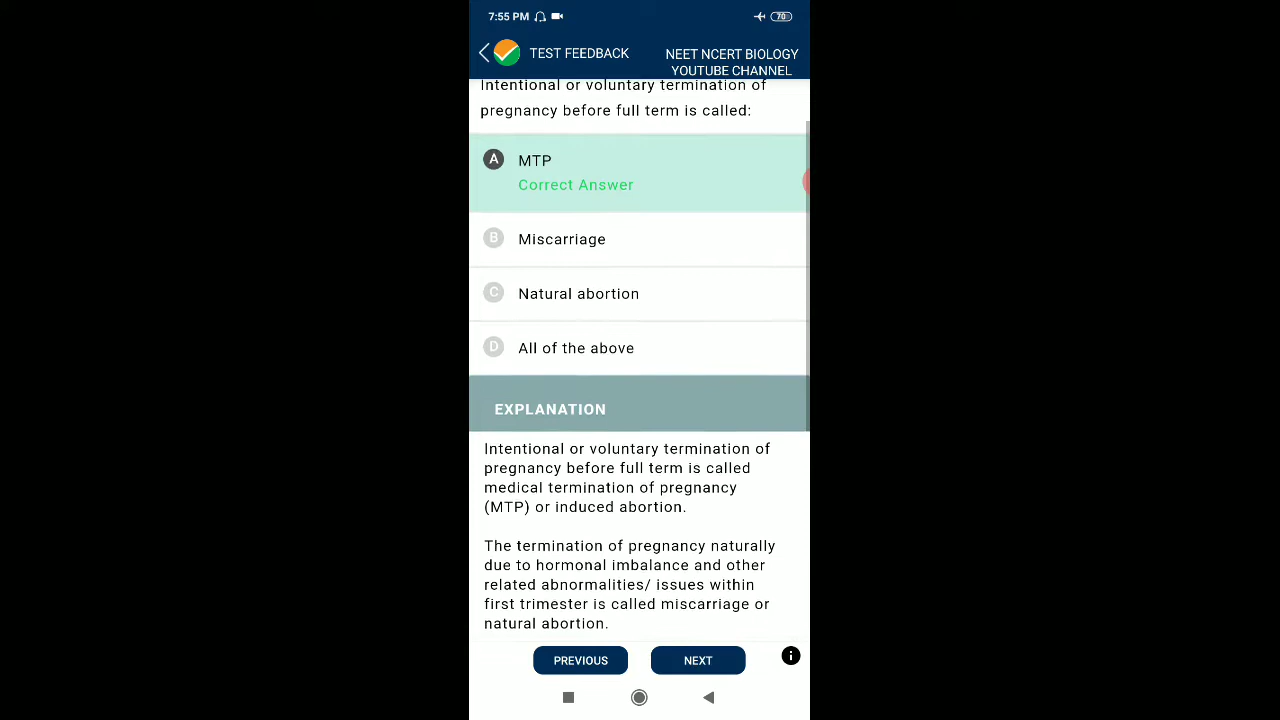 7:55 PM
70
TEST FEEDBACK
NEET NCERT BIOLOGY
YOUTUBE CHANNEL
Intentional or voluntary termination of
pregnancy before full term is called:
A MTP
Correct Answer
B Miscarriage
C Natural abortion
D All of the above
EXPLANATION
Intentional or voluntary termination of
pregnancy before full term is called
medical termination of pregnancy
(MTP) or induced abortion.
The termination of pregnancy naturally
due to hormonal imbalance and other
related abnormalities/ issues within
first trimester is called miscarriage or
natural abortion.
PREVIOUS
NEXT
i